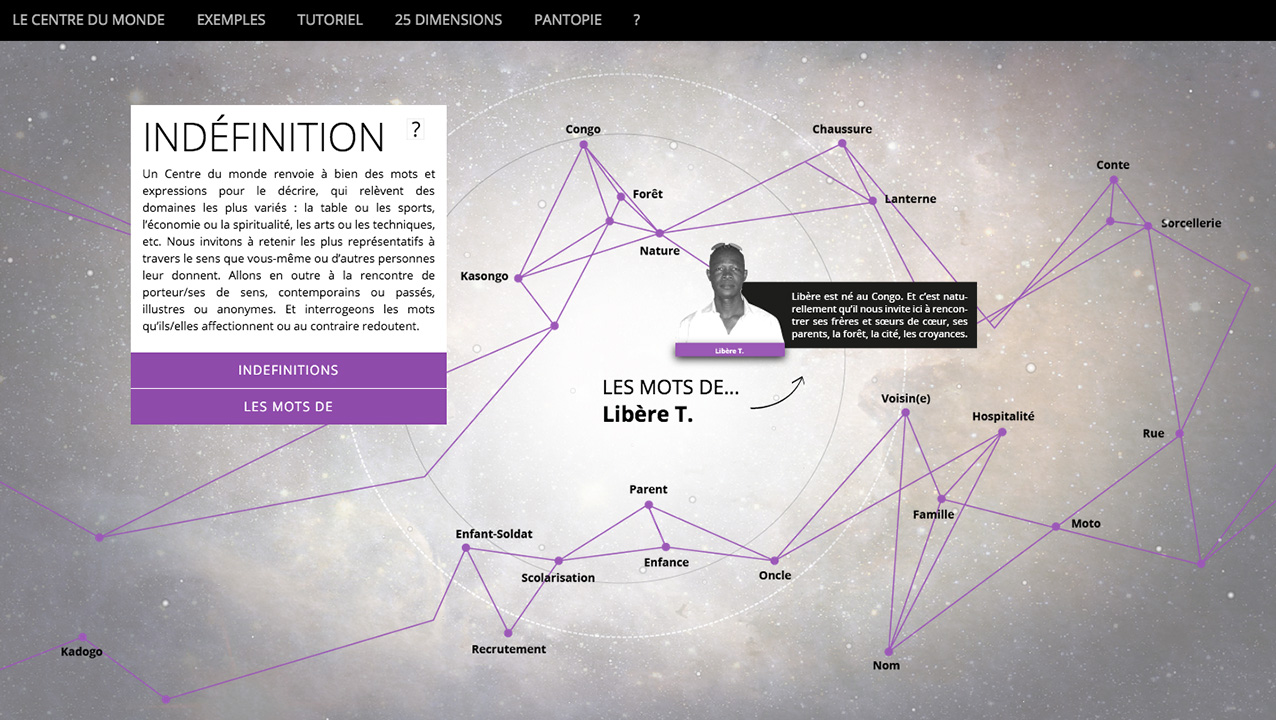 LE CENTRE DU MONDE EXEMPLES TUTORIEL 25 DIMENSIONS PANTOPIE ?
INDÉFINITION ?
Un Centre du monde renvoie à bien des mots et
expressions pour le décrire, qui relèvent des
domaines les plus variés : la table ou les sports,
l'économie ou la spiritualité, les arts ou les techniques,
etc. Nous invitons à retenir les plus représentatifs à
travers le sens que vous-même ou d'autres personnes
leur donnent. Allons en outre à la rencontre de
porteur/ses de sens, contemporains ou passés,
illustres ou anonymes. Et interrogeons les mots
qu'ils/elles affectionnent ou au contraire redoutent.
INDEFINITIONS
LES MOTS DE
Congo
Chaussure
Conte
Forêt
Lanterne
Sorcellerie
Nature
Kasongo
Libère est né au Congo. Et c'est natu-
rellement qu'il nous invite ici à rencon-
trer ses frères et sœurs de cœur, ses
parents, la forêt, la cité, les croyances.
Libère T.
LES MOTS DE...
Libère T.
Voisin(e)
Hospitalité
Rue
Parent
Famille
Moto
Enfant-Soldat
Enfance
Scolarisation
Oncle
Recrutement
Kadogo
Nom